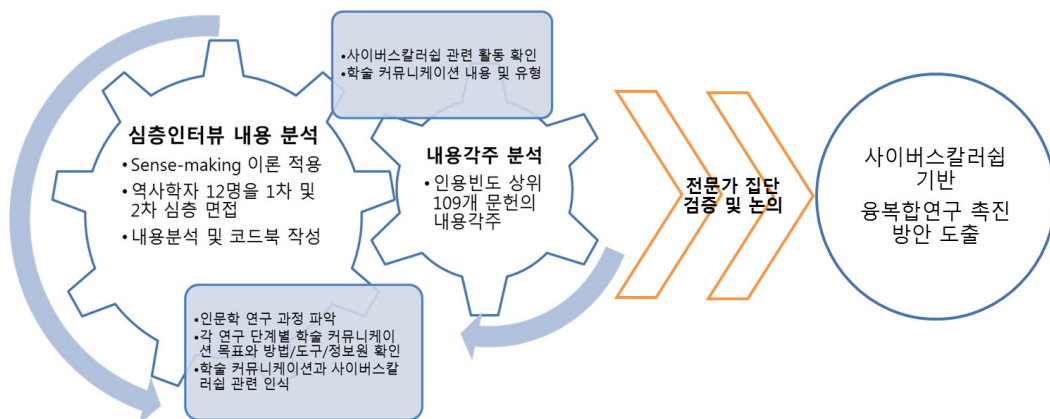 •사이버스칼러쉽 관련 활동 확인
•학술 커뮤니케이션 내용 및 유형
심층인터뷰 내용 분석
•Sense-making 이론 적용
•역사학자 12명을 1차 및
2차 심층 면접
•내용분석 및 코드북 작성
내용각주 분석
•인용빈도 상위
109개 문헌의
내용각주
•인문학 연구 과정 파악
•각 연구 단계별 학술 커뮤니케이
션 목표와 방법/도구/정보원 확인
•학술 커뮤니케이션과 사이버스칼
러쉽 관련 인식
전문가 집단
검증 및 논의
사이버스칼러쉽
기반
융복합연구 촉진
방안 도출